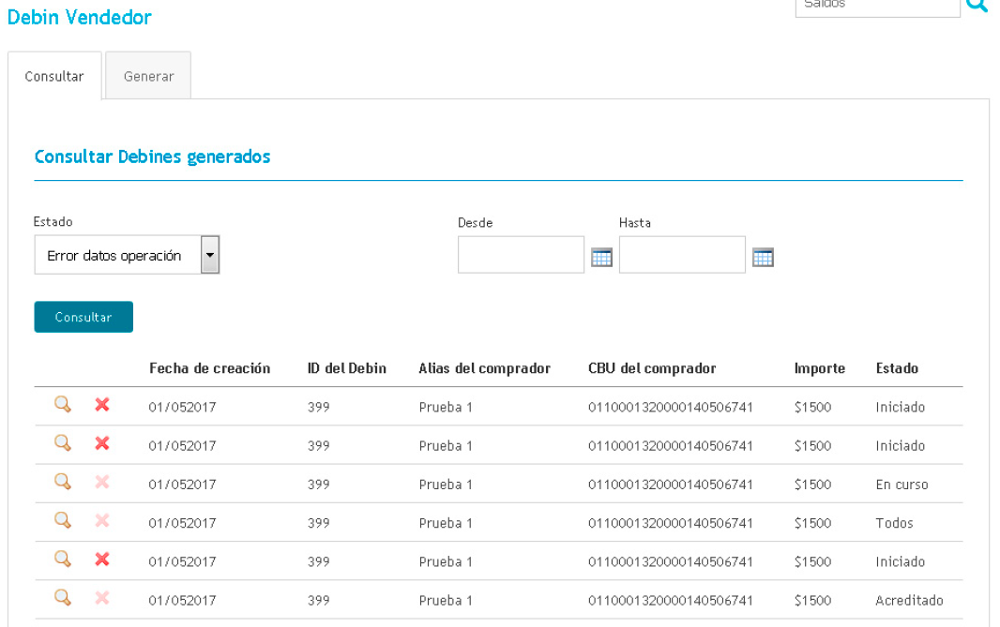 Saldos
Debin Vendedor
Consultar Generar
Consultar Debines generados
Estado Desde Hasta
Error datos operación
Consultar
Fecha de creación ID del Debin Alias del comprador CBU del comprador Importe Estado
01/052017 399 Prueba 1 0110001320000140506741 $1500 Iniciado
01/052017 399 Prueba 1 0110001320000140506741 $1500 Iniciado
01/052017 399 Prueba 1 0110001320000140506741 $1500 En curso
01/052017 399 Prueba 1 0110001320000140506741 $1500 Todos
01/052017 399 Prueba 1 0110001320000140506741 $1500 Iniciado
01/052017 399 Prueba 1 0110001320000140506741 $1500 Acreditado